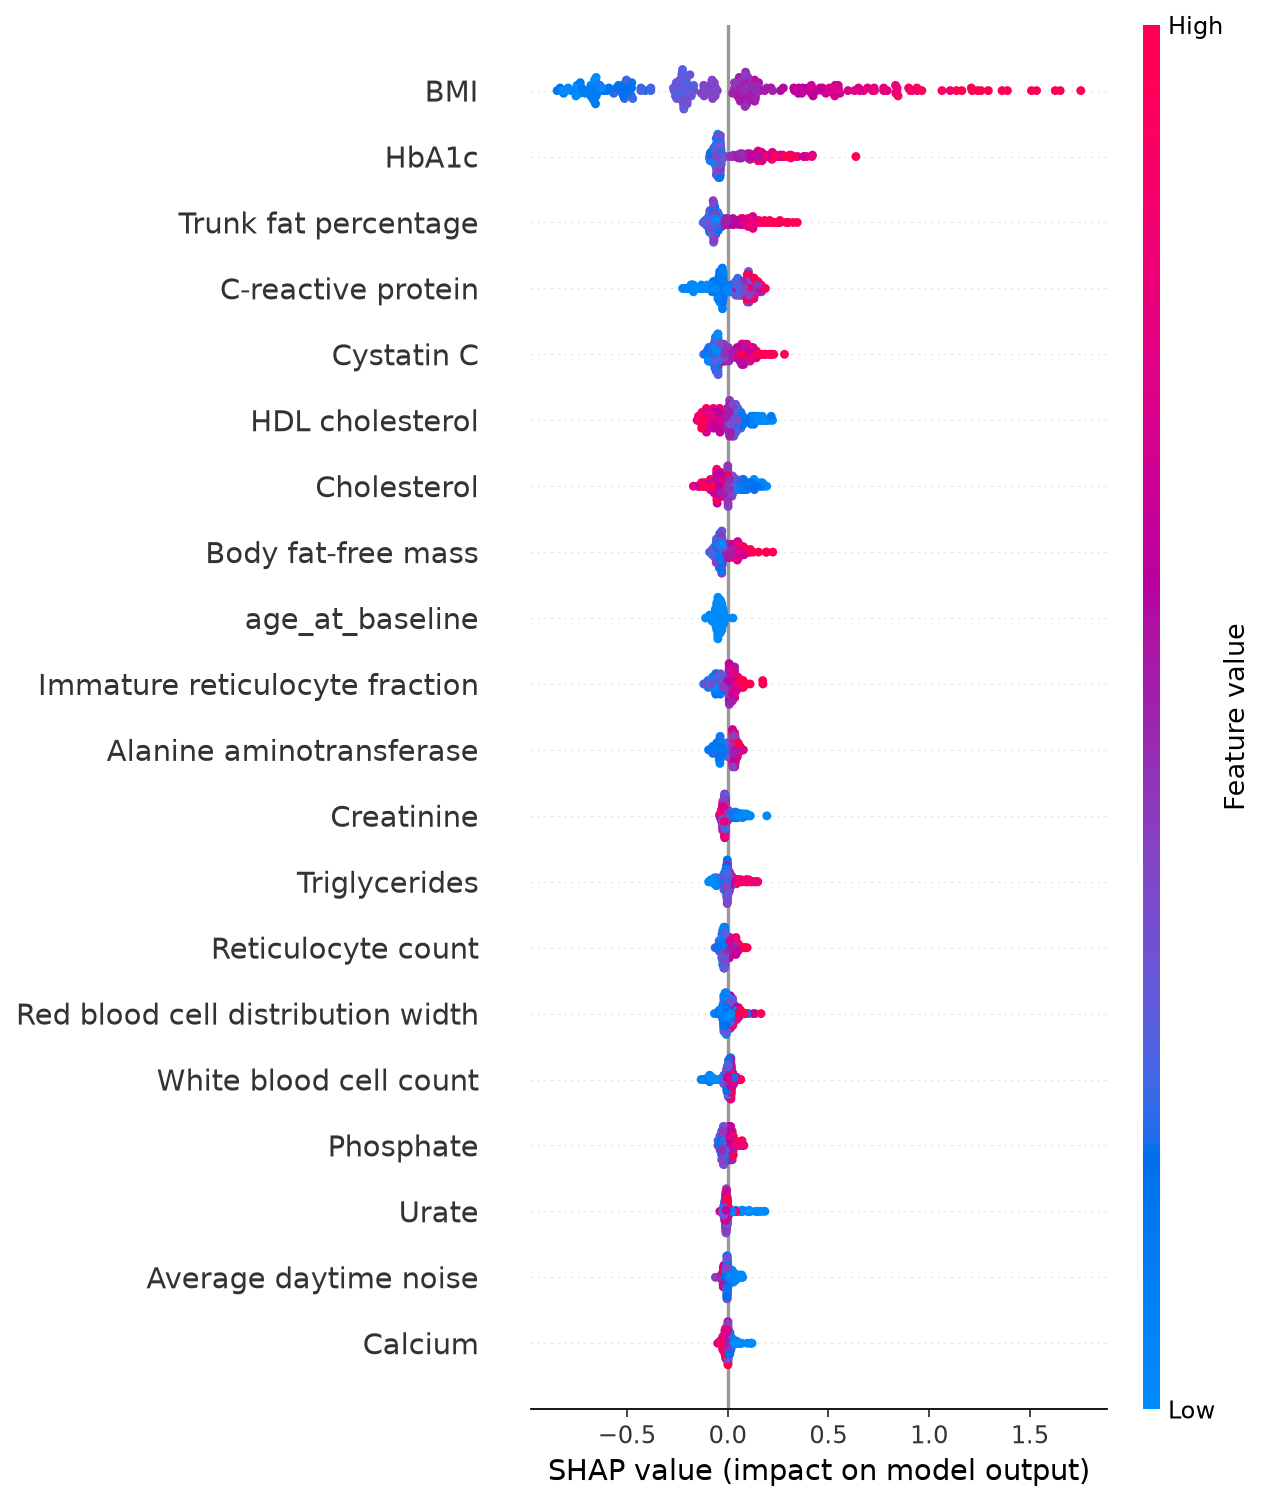 High
BMI
HbA1c
Trunk fat percentage
C-reactive protein
Cystatin C
HDL cholesterol
Cholesterol
Body fat-free mass
age_at_baseline
Immature reticulocyte fraction
Alanine aminotransferase
Creatinine
Triglycerides
Reticulocyte count
Red blood cell distribution width
White blood cell count
Phosphate
Urate
Average daytime noise
Calcium
Feature value
Low
−0.5 0.0 0.5 1.0 1.5
SHAP value (impact on model output)